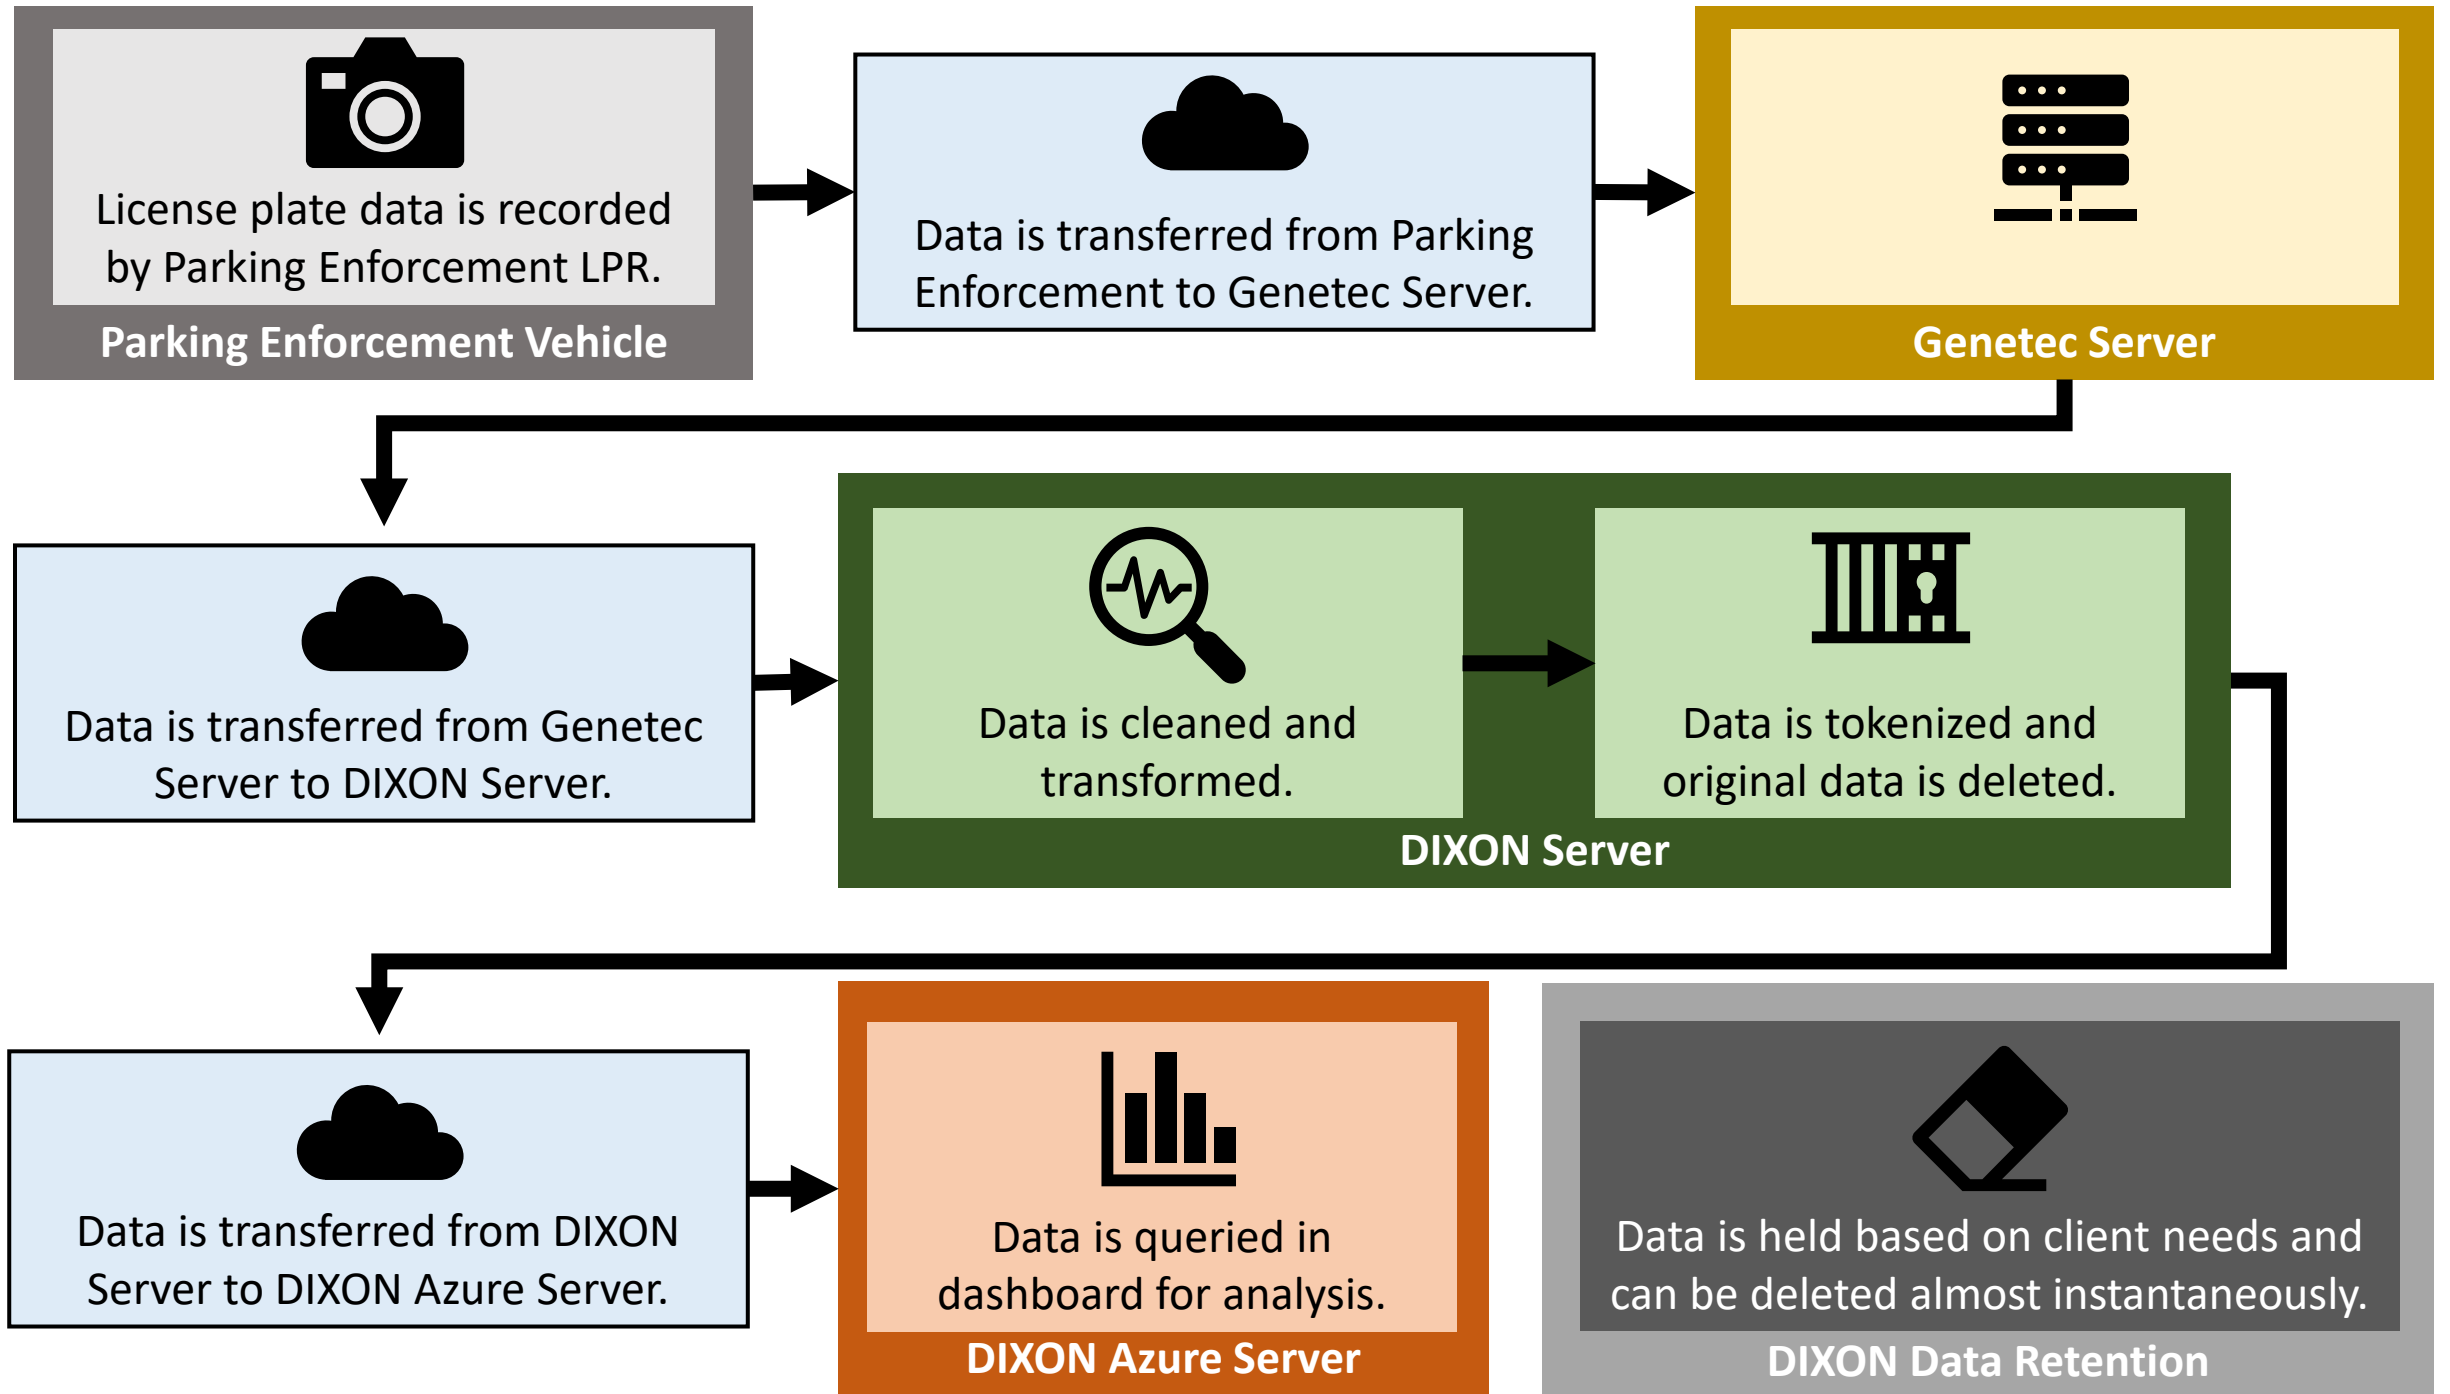 License plate data is recorded
by Parking Enforcement LPR.
Parking Enforcement Vehicle
Data is transferred from Parking
Enforcement to Genetec Server.
Genetec Server
Data is transferred from Genetec
Server to DIXON Server.
Data is cleaned and
transformed.
Data is tokenized and
original data is deleted.
DIXON Server
Data is transferred from DIXON
Server to DIXON Azure Server.
Data is queried in
dashboard for analysis.
DIXON Azure Server
Data is held based on client needs and
can be deleted almost instantaneously.
DIXON Data Retention